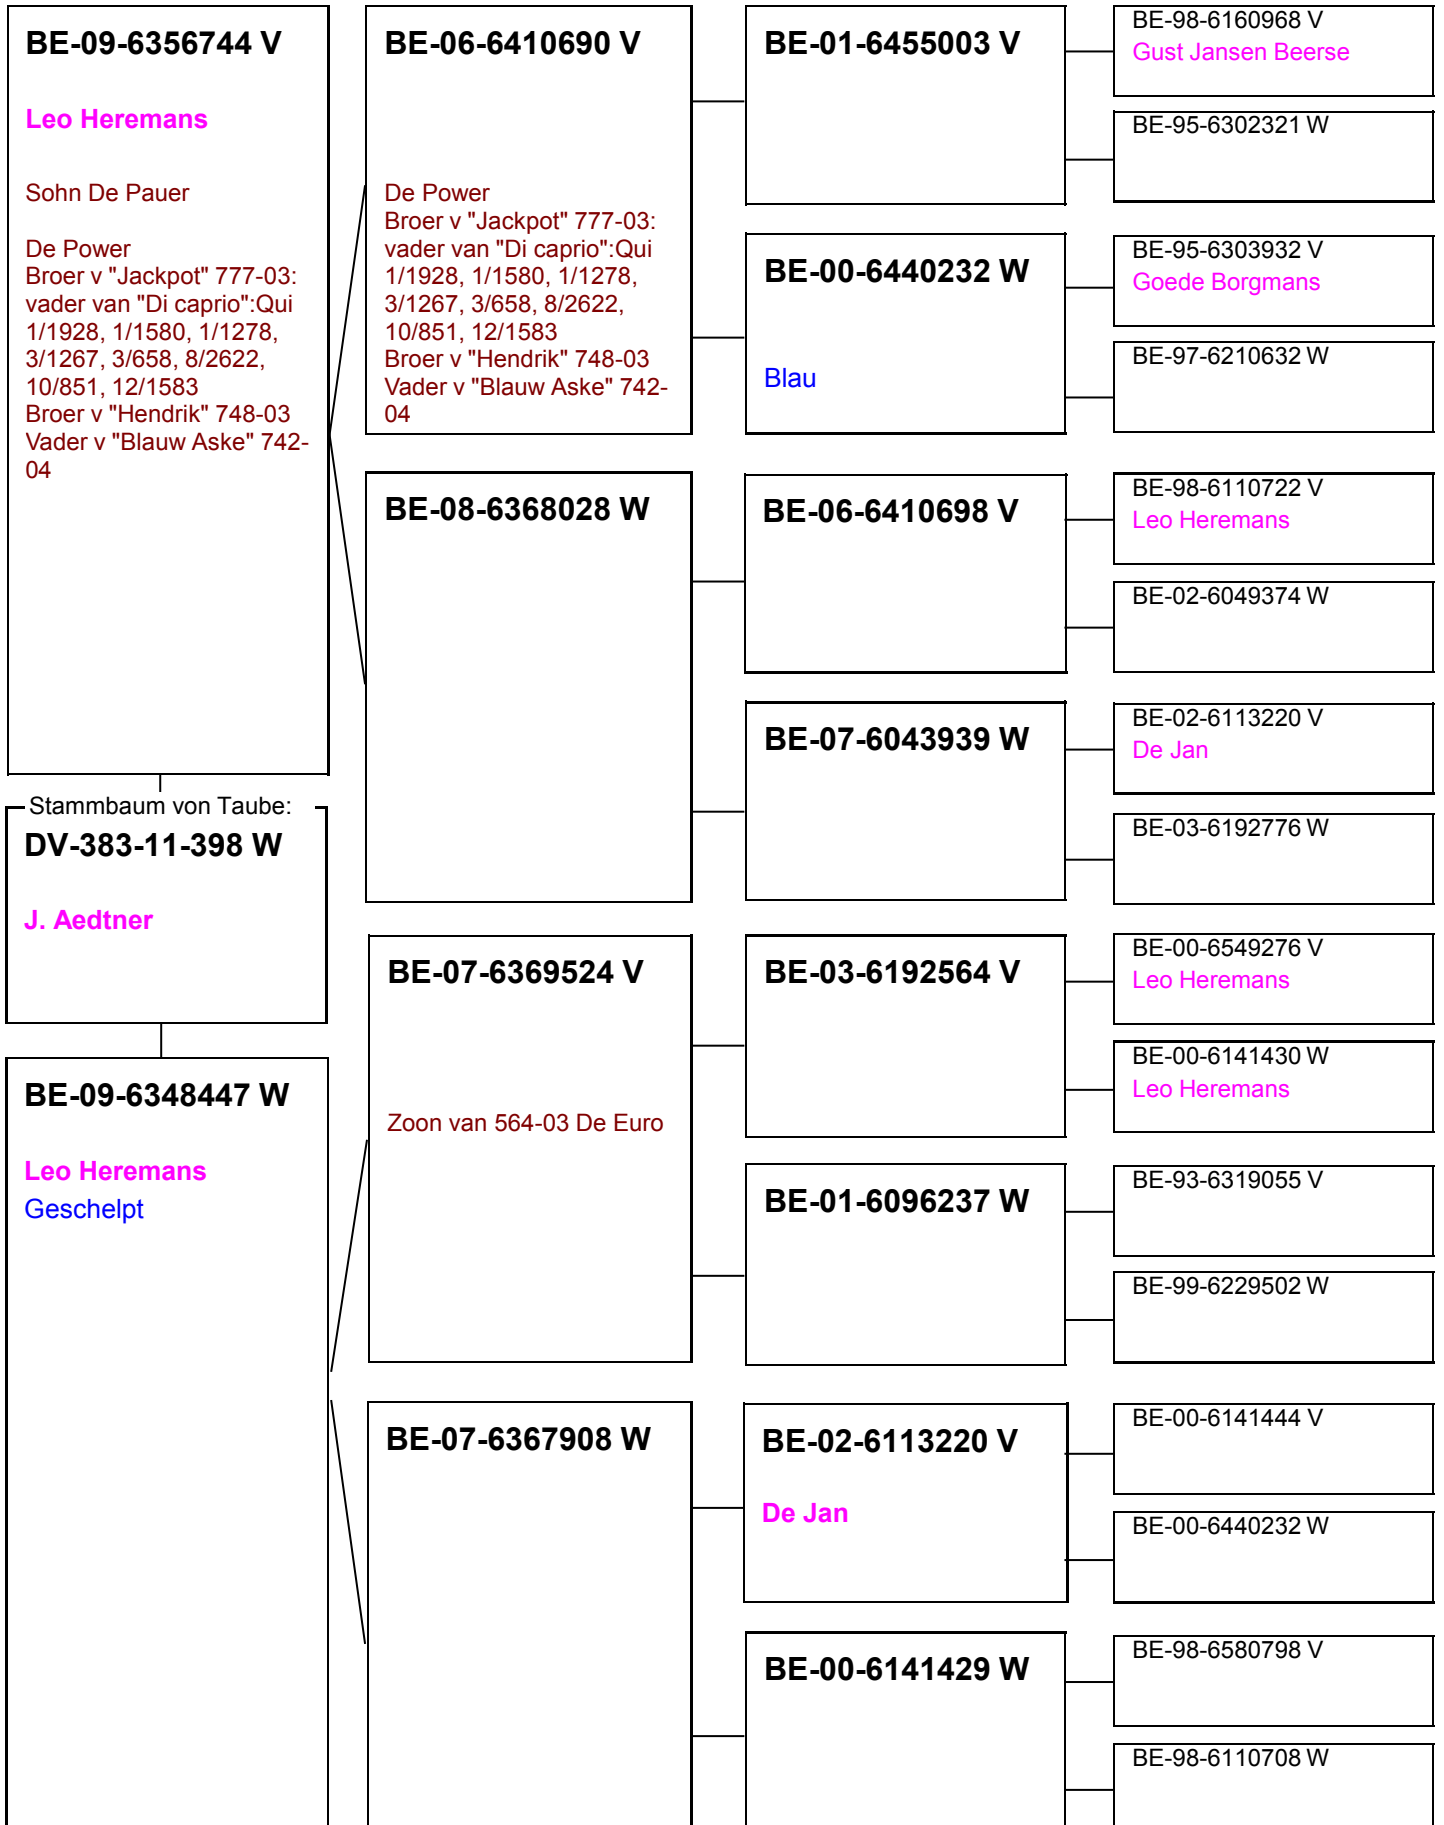 BE-09-6356744 V
Leo Heremans
Sohn De Pauer
De Power
Broer v "Jackpot" 777-03:
vader van "Di caprio":Qui
1/1928, 1/1580, 1/1278,
3/1267, 3/658, 8/2622,
10/851, 12/1583
Broer v "Hendrik" 748-03
Vader v "Blauw Aske" 742-
04
Stammbaum von Taube:
DV-383-11-398 W
J. Aedtner
BE-09-6348447 W
Leo Heremans
Geschelpt
BE-06-6410690 V
De Power
Broer v "Jackpot" 777-03:
vader van "Di caprio":Qui
1/1928, 1/1580, 1/1278,
3/1267, 3/658, 8/2622,
10/851, 12/1583
Broer v "Hendrik" 748-03
Vader v "Blauw Aske" 742-
04
BE-08-6368028 W
BE-07-6369524 V
Zoon van 564-03 De Euro
BE-07-6367908 W
BE-01-6455003 V
BE-00-6440232 W
Blau
BE-06-6410698 V
BE-07-6043939 W
BE-03-6192564 V
BE-01-6096237 W
BE-02-6113220 V
De Jan
BE-00-6141429 W
BE-98-6160968 V
Gust Jansen Beerse
BE-95-6302321 W
BE-95-6303932 V
Goede Borgmans
BE-97-6210632 W
BE-98-6110722 V
Leo Heremans
BE-02-6049374 W
BE-02-6113220 V
De Jan
BE-03-6192776 W
BE-00-6549276 V
Leo Heremans
BE-00-6141430 W
Leo Heremans
BE-93-6319055 V
BE-99-6229502 W
BE-00-6141444 V
BE-00-6440232 W
BE-98-6580798 V
BE-98-6110708 W